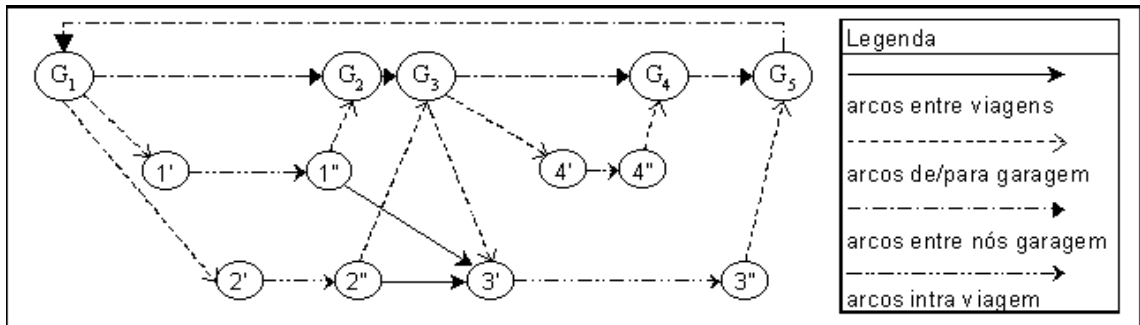 G1 G2 G3 G4 G5
1' 1" 4' 4"
2' 2" 3' 3"
Legenda
arcos entre viagens
arcos de/para garagem
arcos entre nós garagem
arcos intra viagem